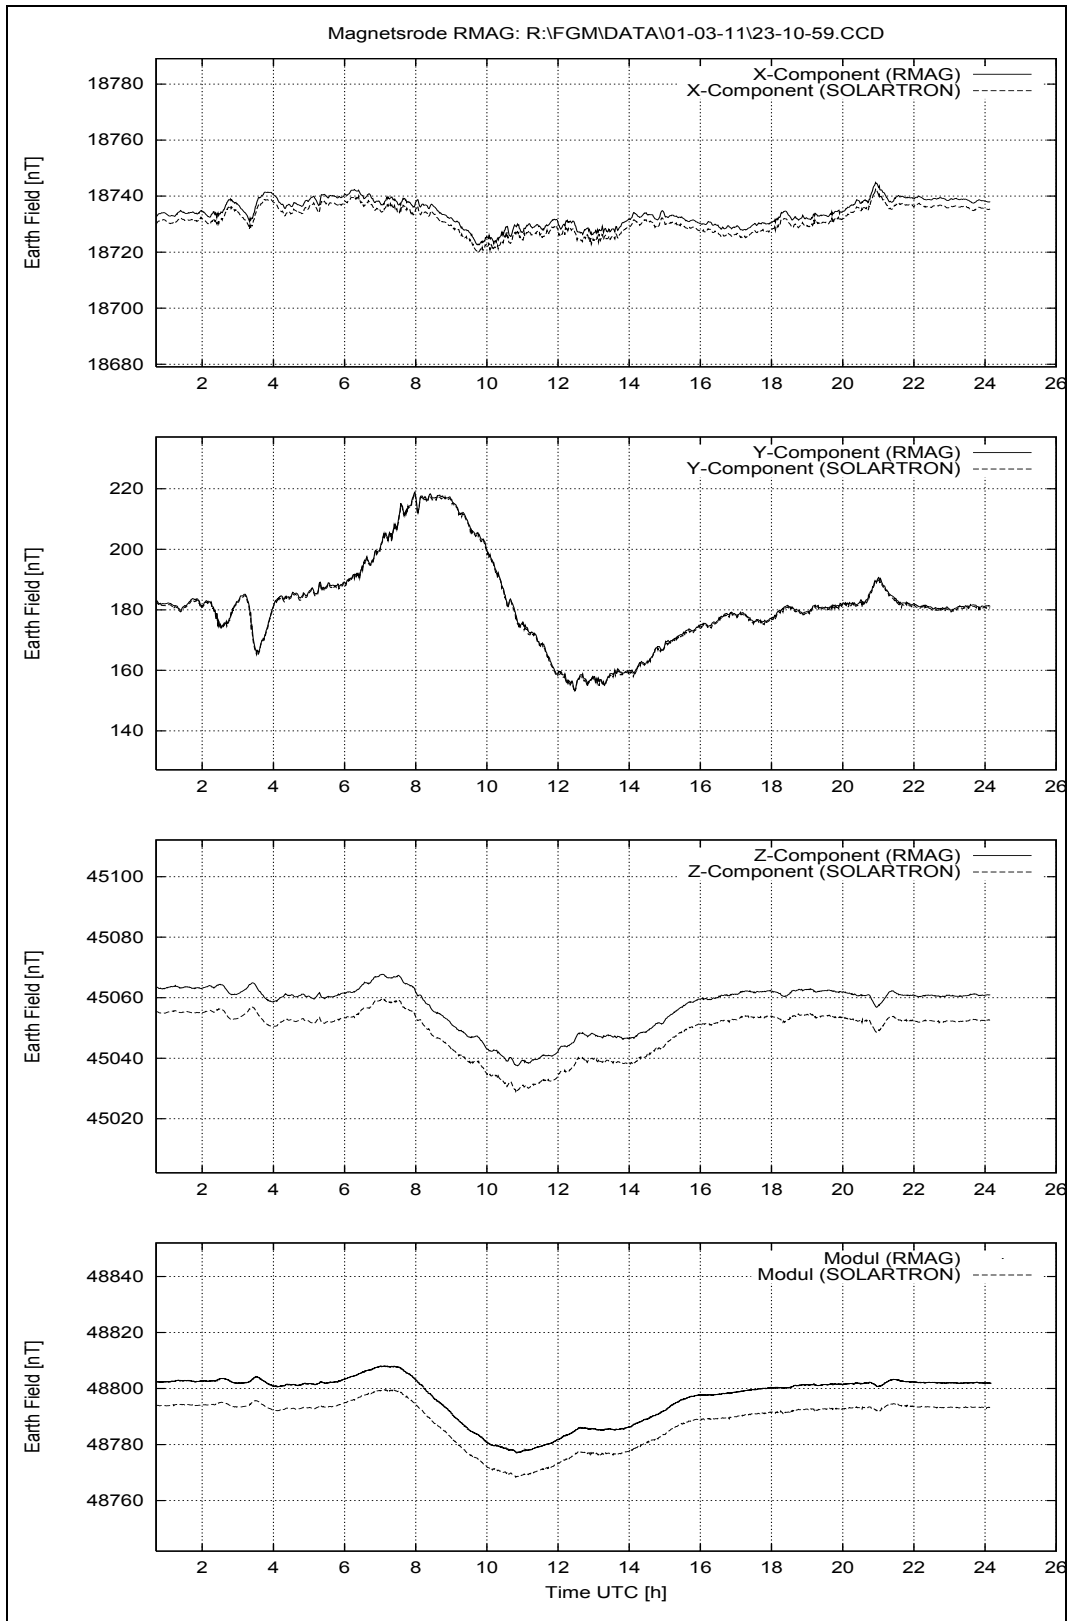 Magnetsrode RMAG: R:\FGM\DATA\01-03-11\23-10-59.CCD
X-Component (RMAG)
X-Component (SOLARTRON)
Earth Field [nT]
18780
18760
18740
18720
18700
18680
2 4 6 8 10 12 14 16 18 20 22 24 26
Y-Component (RMAG)
Y-Component (SOLARTRON)
Earth Field [nT]
220
200
180
160
140
2 4 6 8 10 12 14 16 18 20 22 24 26
Z-Component (RMAG)
Z-Component (SOLARTRON)
Earth Field [nT]
45100
45080
45060
45040
45020
2 4 6 8 10 12 14 16 18 20 22 24 26
Modul (RMAG)
Modul (SOLARTRON)
Earth Field [nT]
48840
48820
48800
48780
48760
2 4 6 8 10 12 14 16 18 20 22 24 26
Time UTC [h]